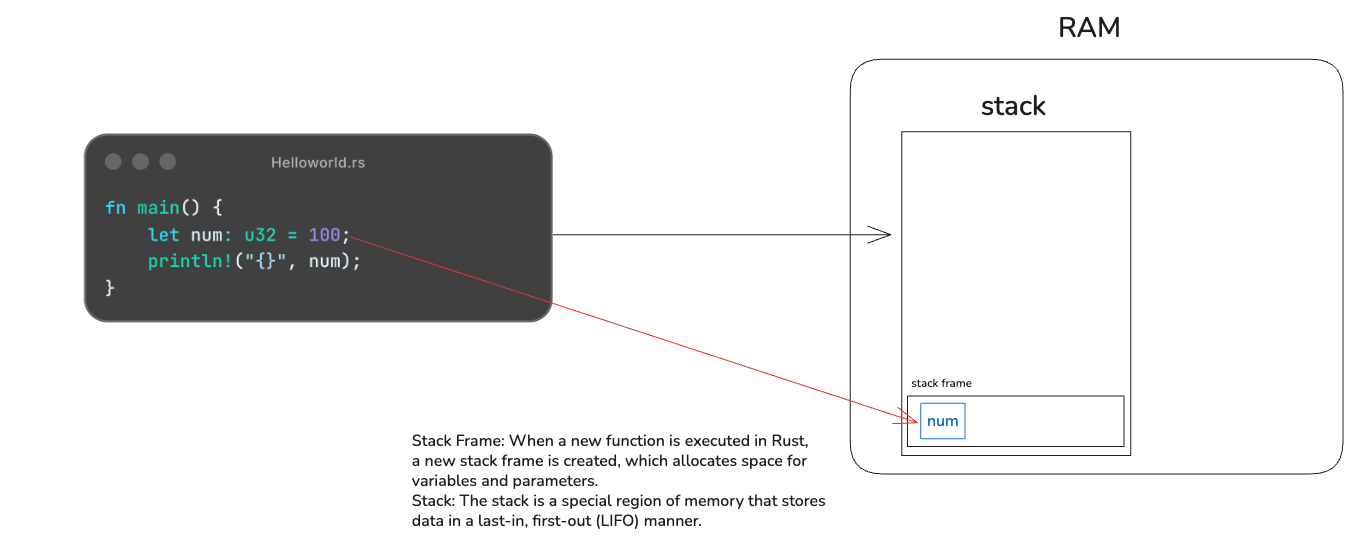 RAM
stack
Helloworld.rs
fn main() {
    let num: u32 = 100;
    println!("{}", num);
}
stack frame
num
Stack Frame: When a new function is executed in Rust,
a new stack frame is created, which allocates space for
variables and parameters.
Stack: The stack is a special region of memory that stores
data in a last-in, first-out (LIFO) manner.